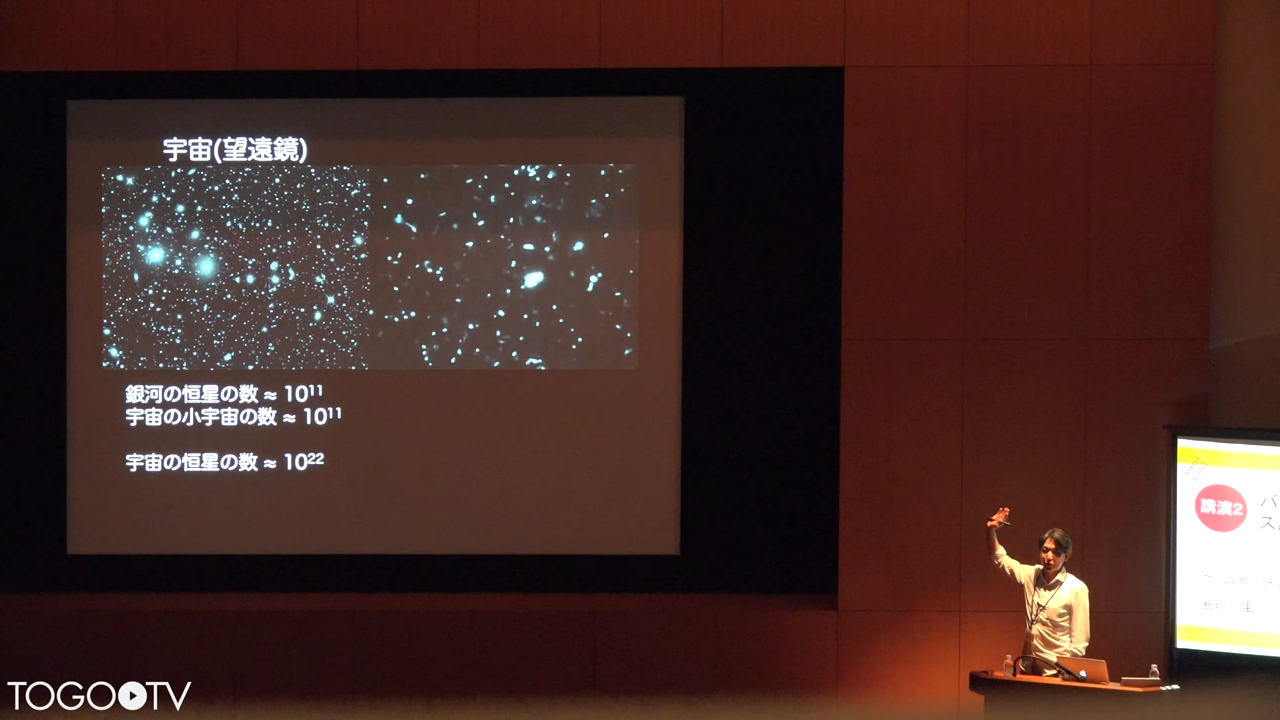 宇宙(望遠鏡)
銀河の恒星の数 ≈ 10¹¹
宇宙の小宇宙の数 ≈ 10¹¹
宇宙の恒星の数 ≈ 10²²
講演2
TOGOTV